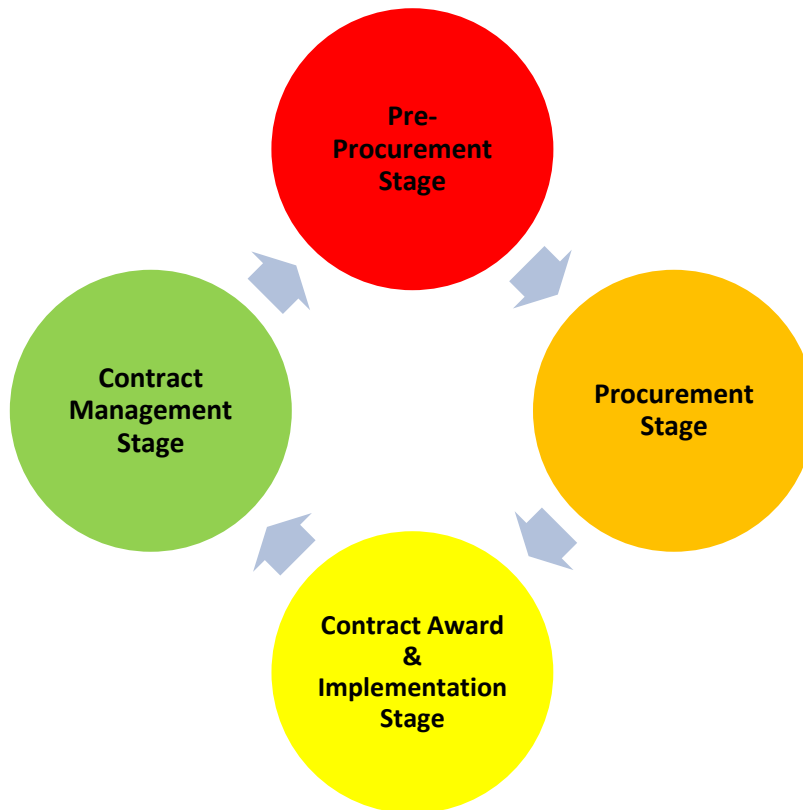 Pre-
Procurement
Stage
Procurement
Stage
Contract Award
&
Implementation
Stage
Contract
Management
Stage